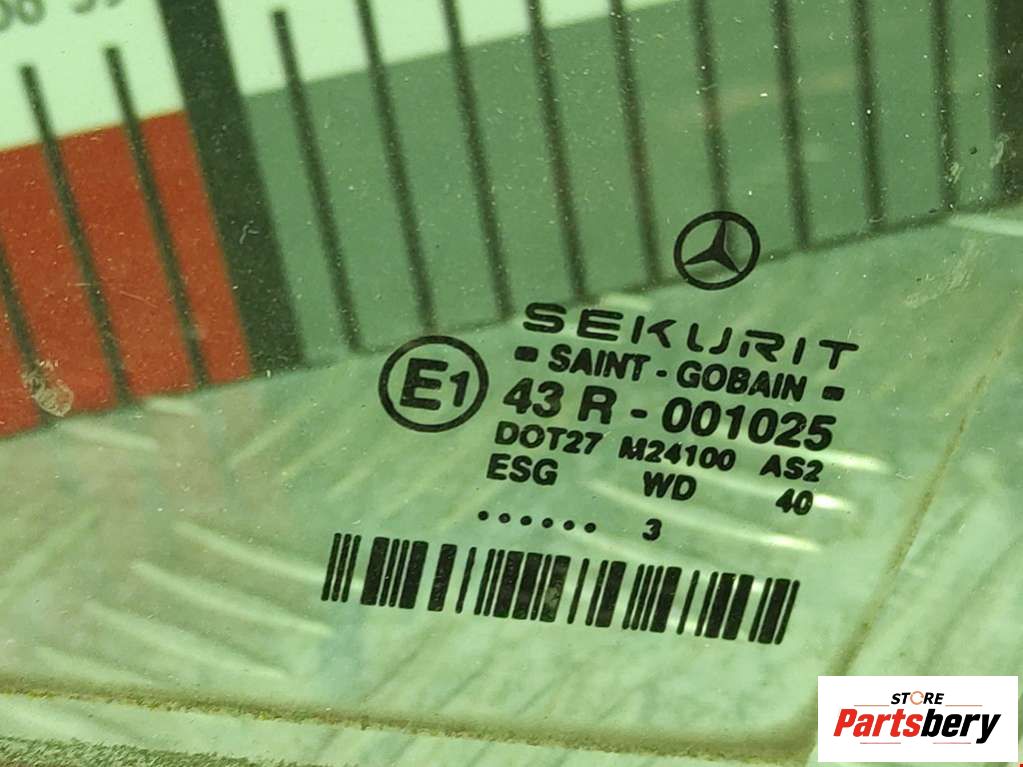 SEKURIT
SAINT - GOBAIN
E1
43 R - 001025
DOT27 M24100 AS2
ESG WD 40
...... 3
STORE
Partsbery